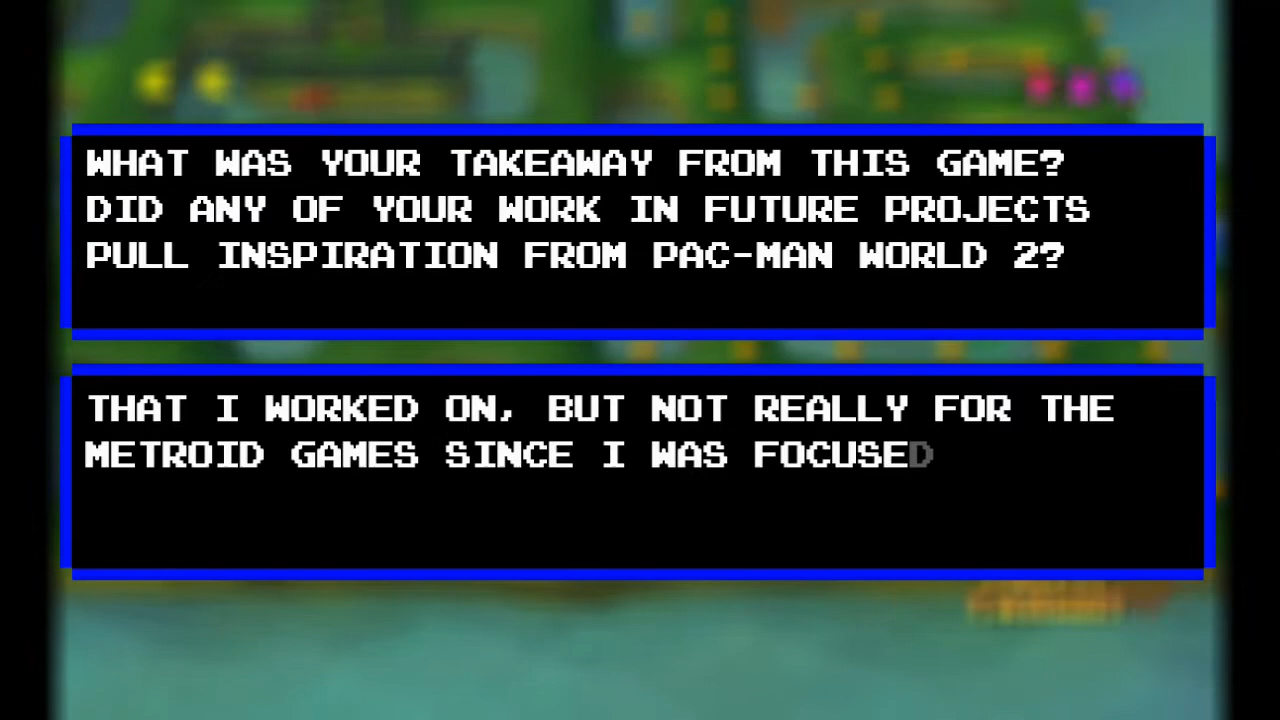 WHAT WAS YOUR TAKEAWAY FROM THIS GAME?
DID ANY OF YOUR WORK IN FUTURE PROJECTS
PULL INSPIRATION FROM PAC-MAN WORLD 2?
THAT I WORKED ON, BUT NOT REALLY FOR THE
METROID GAMES SINCE I WAS FOCUSED